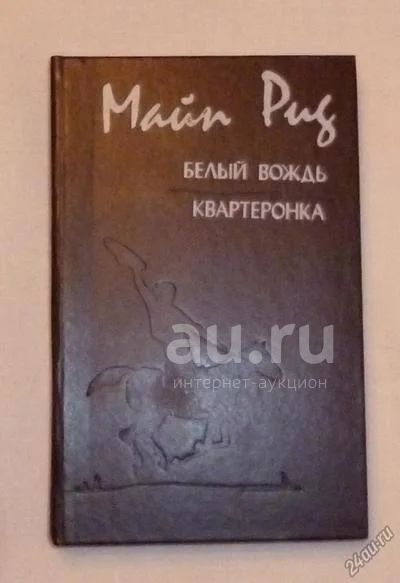 Майн Рид
БЕЛЫЙ ВОЖДЬ
КВАРТЕРОНКА
au.ru
интернет-аукцион
24au.ru